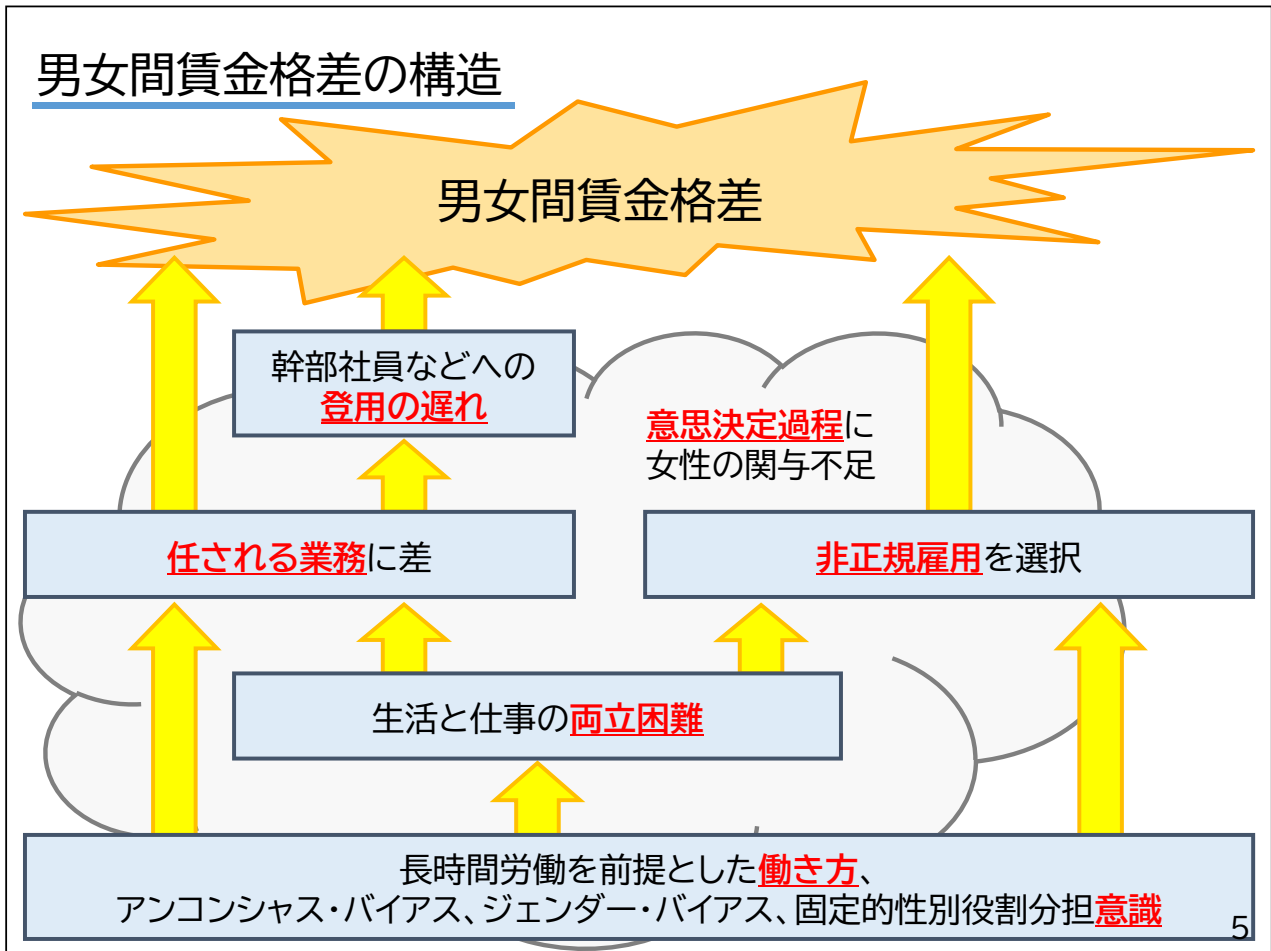 男女間賃金格差の構造
男女間賃金格差
幹部社員などへの
登用の遅れ
意思決定過程に
女性の関与不足
任される業務に差
非正規雇用を選択
生活と仕事の両立困難
長時間労働を前提とした働き方、
アンコンシャス・バイアス、ジェンダー・バイアス、固定的性別役割分担意識
5